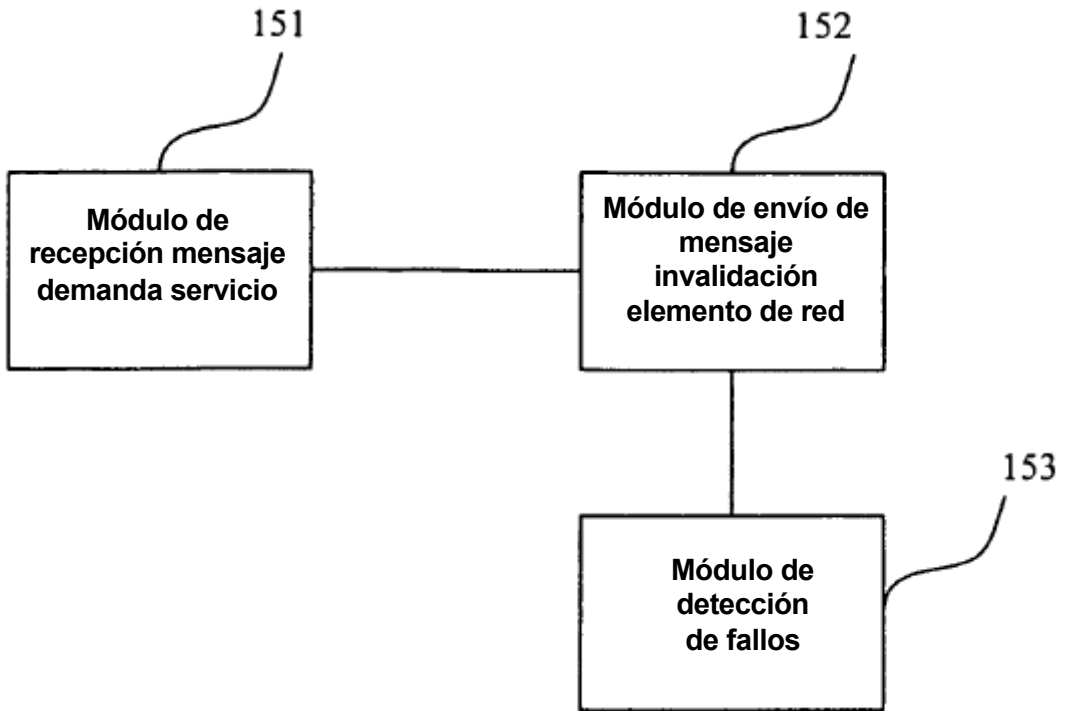 151
152
Módulo de
recepción mensaje
demanda servicio
Módulo de envío de
mensaje
invalidación
elemento de red
153
Módulo de
detección
de fallos